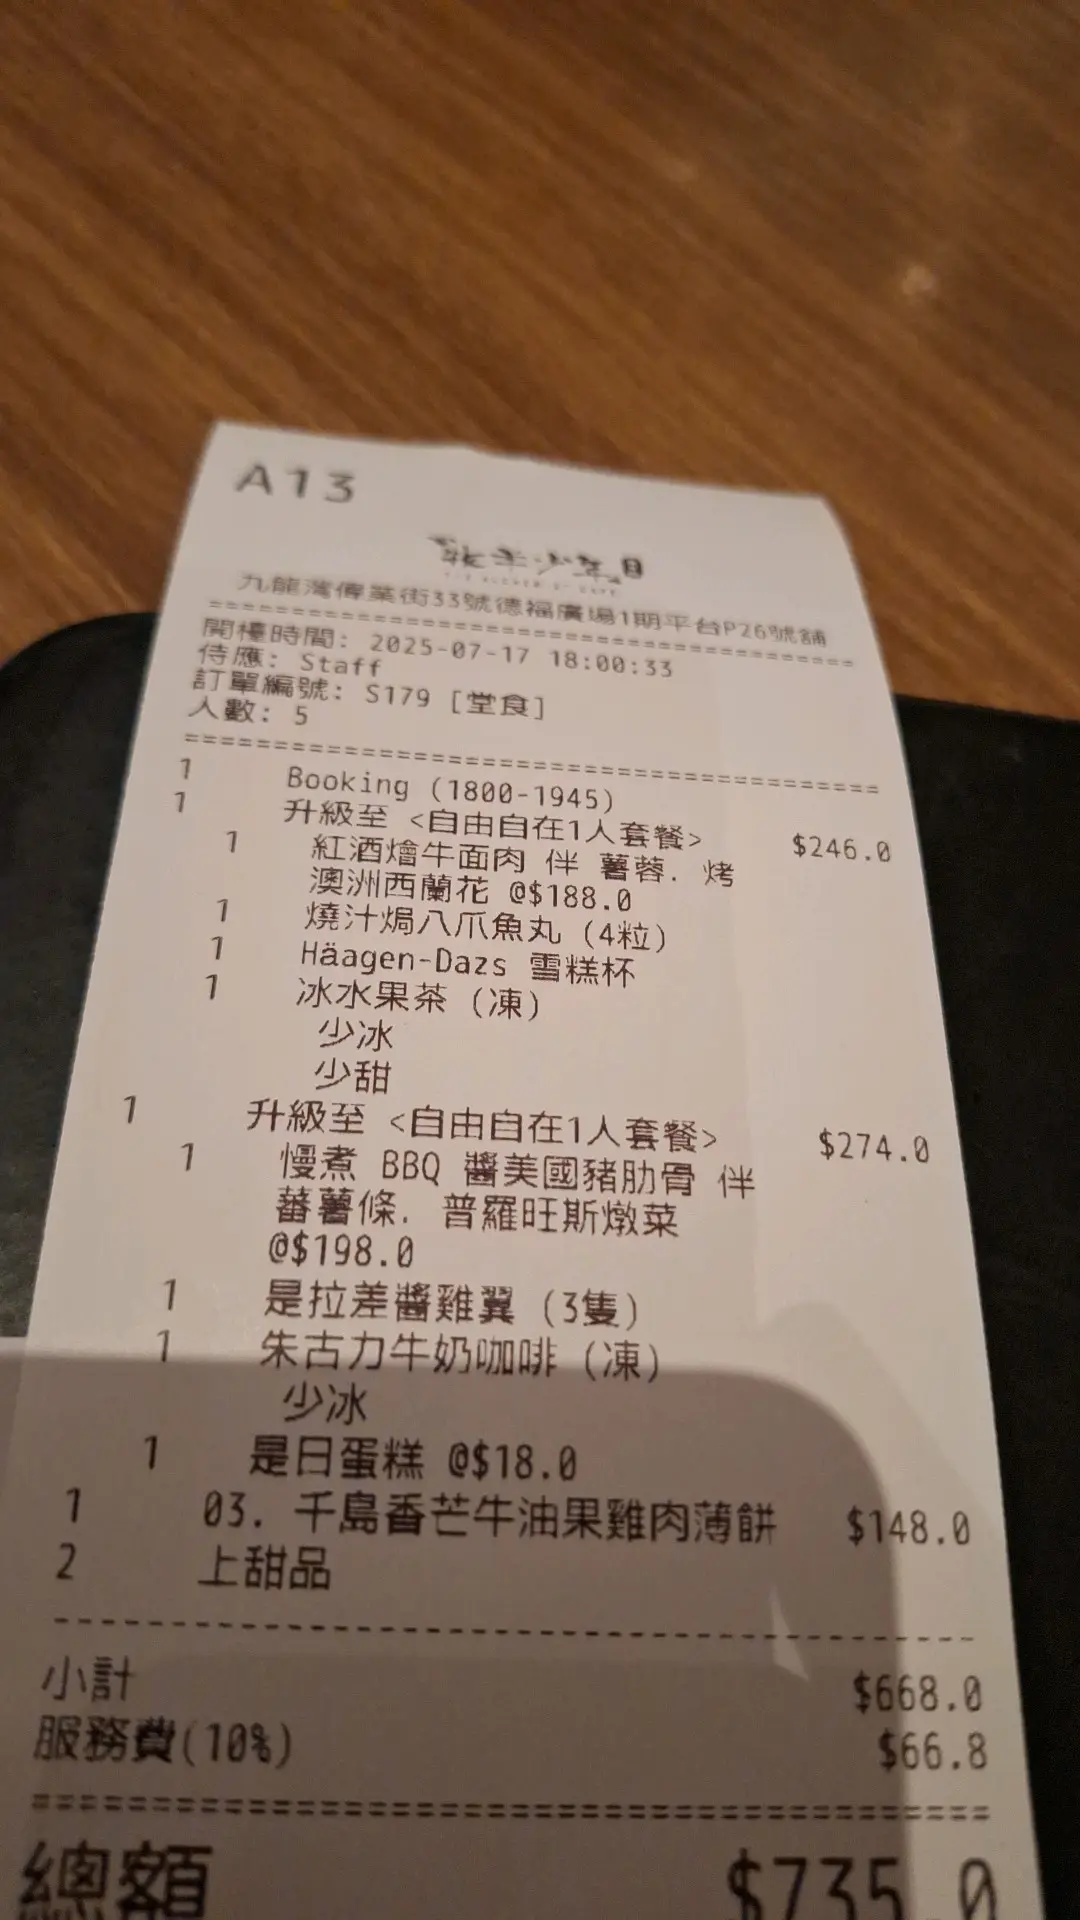 A13
牧羊少年
九龍灣偉業街33號德福廣場1期平台P26號舖
開檯時間: 2025-07-17 18:00:33
侍應: Staff
訂單編號: S179 [堂食]
人數: 5
1 Booking (1800-1945)
1 升級至 <自由自在1人套餐> $246.0
1 紅酒燴牛面肉 伴 薯蓉. 烤
澳洲西蘭花 @$188.0
1 燒汁焗八爪魚丸 (4粒)
1 Häagen-Dazs 雪糕杯
1 冰水果茶 (凍)
少冰
少甜
1 升級至 <自由自在1人套餐> $274.0
1 慢煮 BBQ 醬美國豬肋骨 伴
蕃薯條. 普羅旺斯燉菜
@$198.0
1 是拉差醬雞翼 (3隻)
1 朱古力牛奶咖啡 (凍)
少冰
1 是日蛋糕 @$18.0
1 03. 千島香芒牛油果雞肉薄餅 $148.0
2 上甜品
小計 $668.0
服務費(10%) $66.8
總額 $735.0